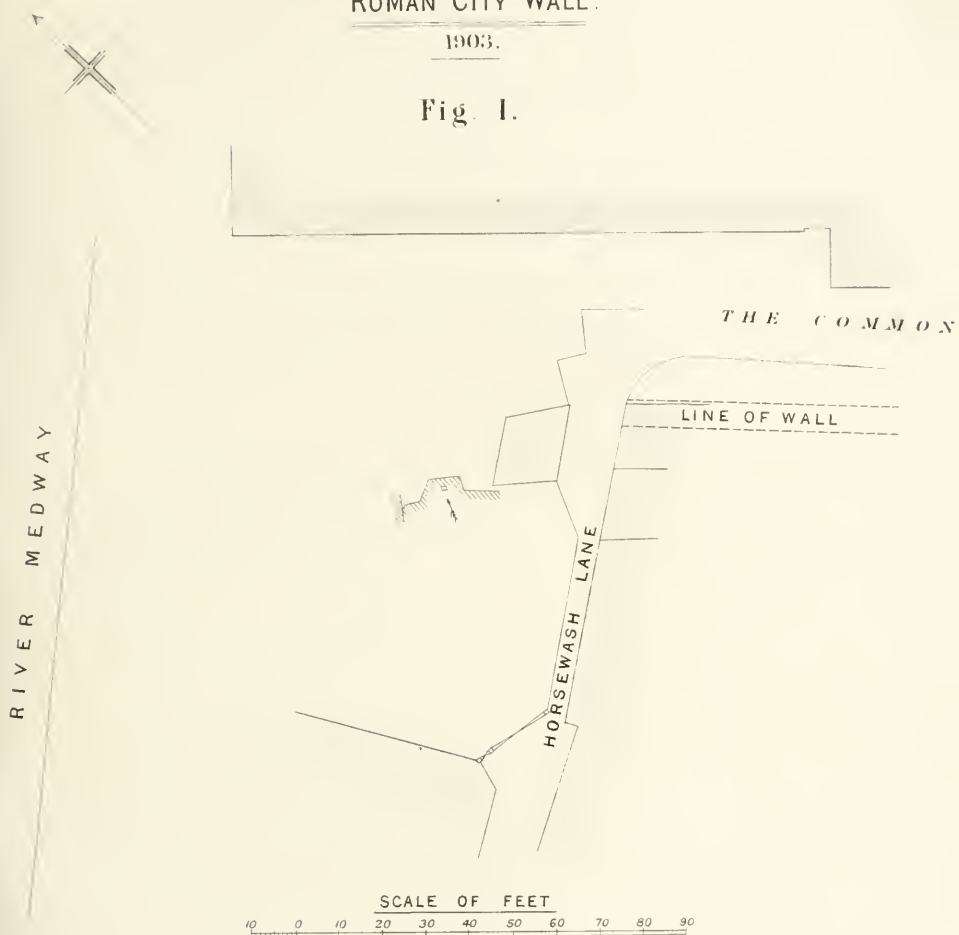 ROMAN CITY WALL.
1903.
Fig. I.
THE COMMON
LINE OF WALL
RIVER MEDWAY
HORSEWASH LANE
SCALE OF FEET
10 0 10 20 30 40 50 60 70 80 90